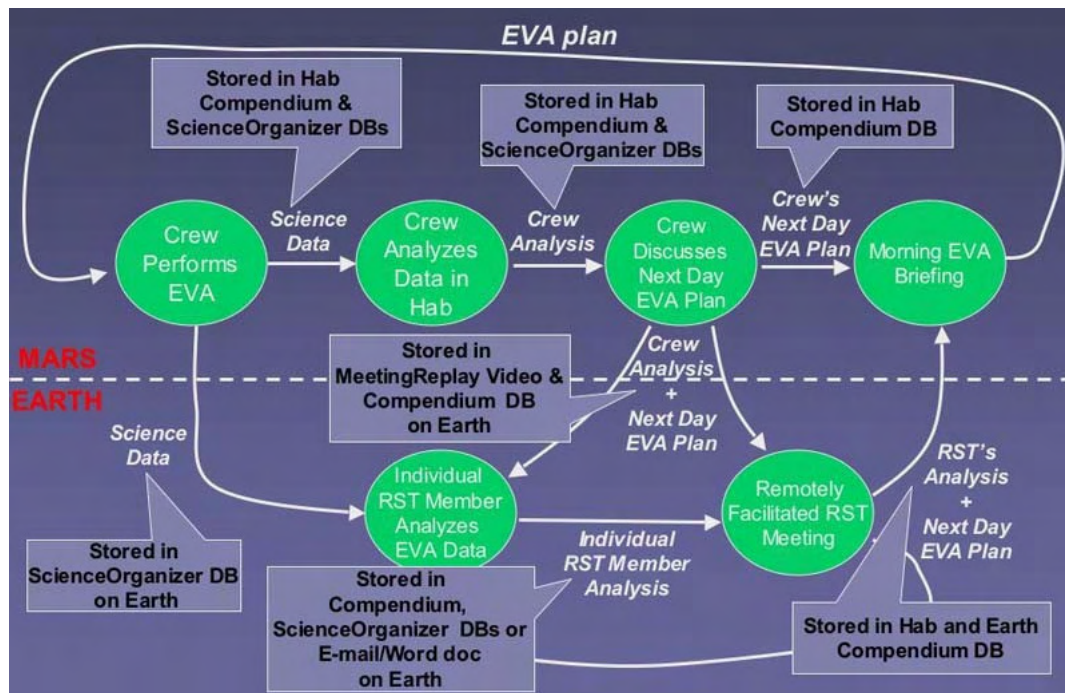 EVA plan
Stored in Hab
Compendium &
ScienceOrganizer DBs
Stored in Hab
Compendium &
ScienceOrganizer DBs
Stored in Hab
Compendium DB
Crew
Performs
EVA
Science
Data
Crew
Analyzes
Data in
Hab
Crew
Analysis
Crew
Discusses
Next Day
EVA Plan
Crew's
Next Day
EVA Plan
Morning EVA
Briefing
MARS
EARTH
Stored in
MeetingReplay Video &
Compendium DB
on Earth
Crew
Analysis
+
Next Day
EVA Plan
Science
Data
Individual
RST Member
Analyzes
EVA Data
Remotely
Facilitated RST
Meeting
RST's
Analysis
+
Next Day
EVA Plan
Stored in
ScienceOrganizer DB
on Earth
Individual
RST Member
Analysis
Stored in
Compendium,
ScienceOrganizer DBs or
E-mail/Word doc
on Earth
Stored in Hab and Earth
Compendium DB